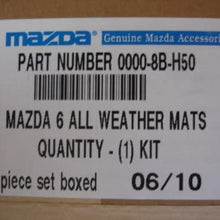 mazda Genuine Mazda Accessories
PART NUMBER 0000-8B-H50
MAZDA 6 ALL WEATHER MATS
QUANTITY - (1) KIT
piece set boxed 06/10